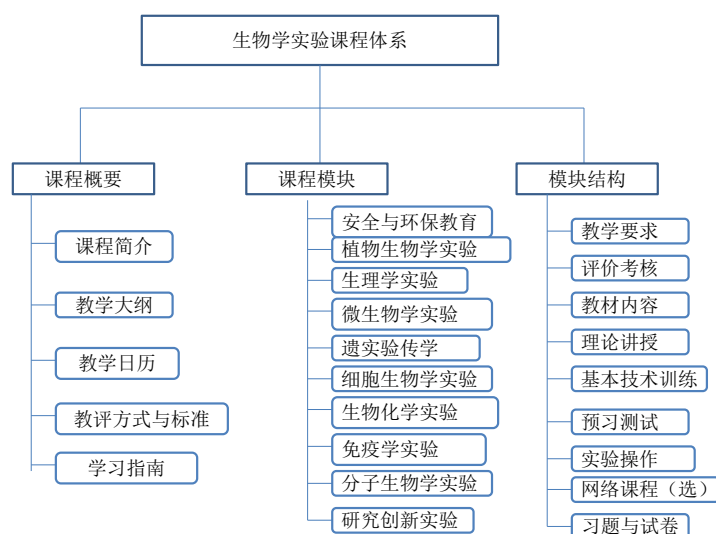 生物学实验课程体系
课程概要
课程简介
教学大纲
教学日历
教评方式与标准
学习指南
课程模块
安全与环保教育
植物生物学实验
生理学实验
微生物学实验
遗实验传学
细胞生物学实验
生物化学实验
免疫学实验
分子生物学实验
研究创新实验
模块结构
教学要求
评价考核
教材内容
理论讲授
基本技术训练
预习测试
实验操作
网络课程（选）
习题与试卷